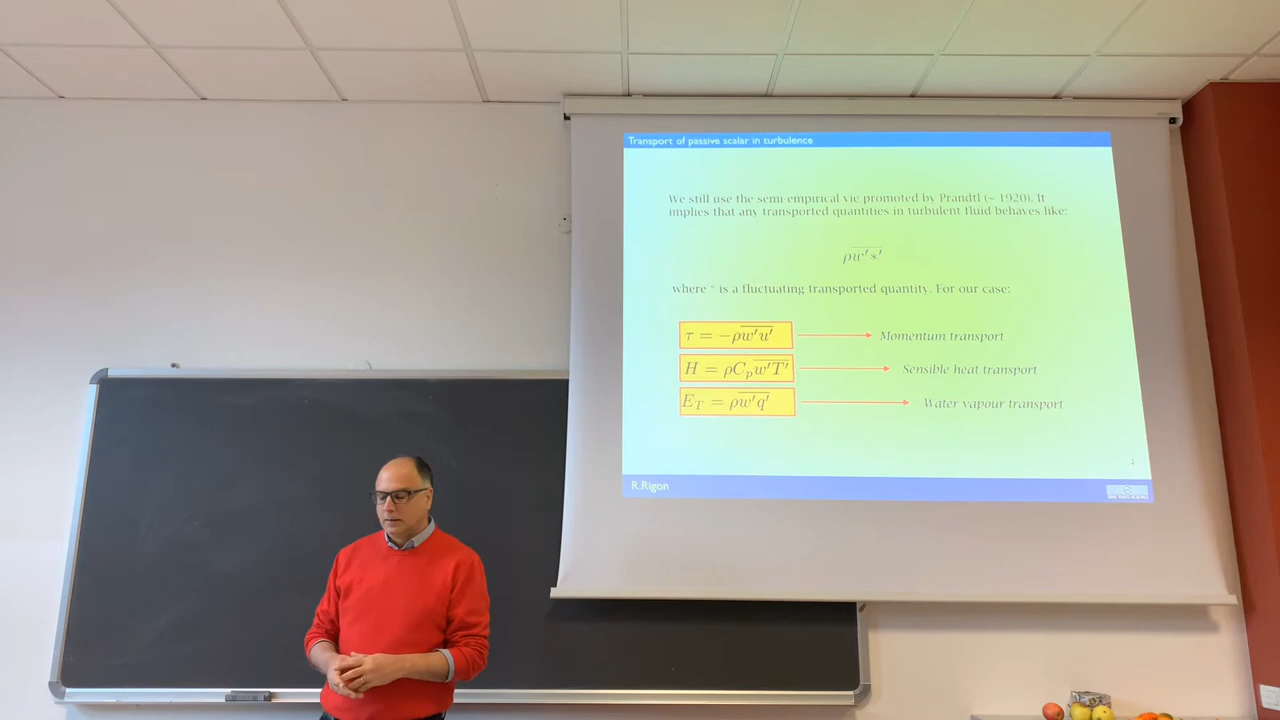 Transport of passive scalar in turbulence
We still use the semi-empirical vie promoted by Prandtl (~ 1920). It
implies that any transported quantities in turbulent fluid behaves like:
ρw̅'̅*̅'̅
where * is a fluctuating transported quantity. For our case:
τ = −ρw̅'̅u̅'̅ Momentum transport
H = ρCₚw̅'̅T̅'̅ Sensible heat transport
E_T = ρw̅'̅q̅'̅ Water vapour transport
R.Rigon